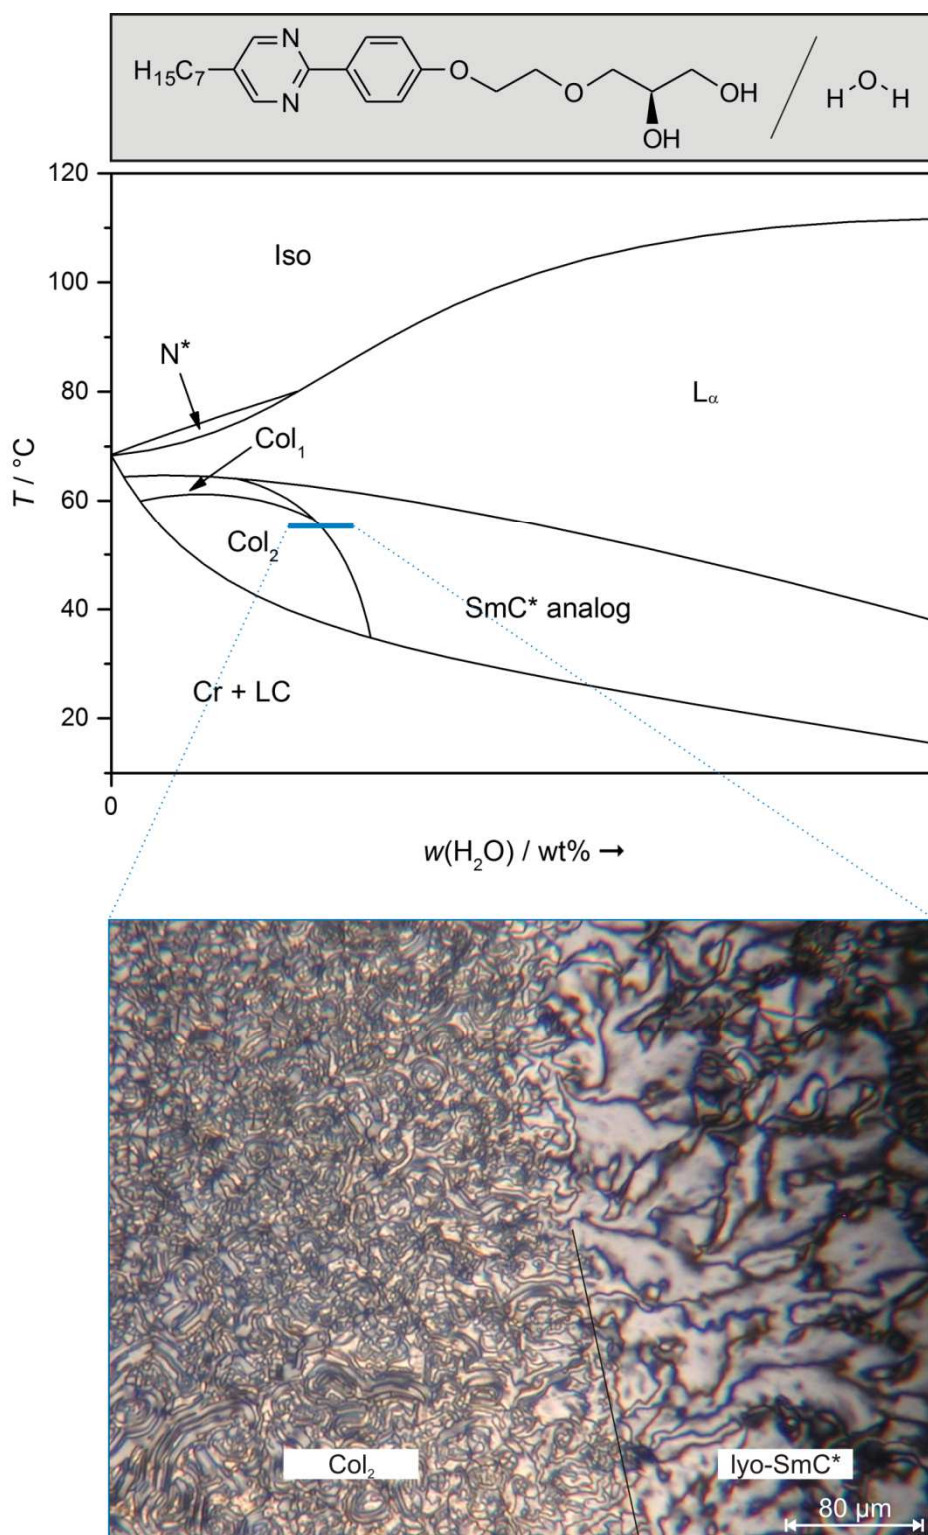 H₁₅C₇ N N O O OH OH / H O H
120
Iso
100
N*
80
Lα
Col₁
T / °C
60
Col₂
SmC* analog
40
Cr + LC
20
0
w(H₂O) / wt% →
Col₂ lyo-SmC*
80 µm